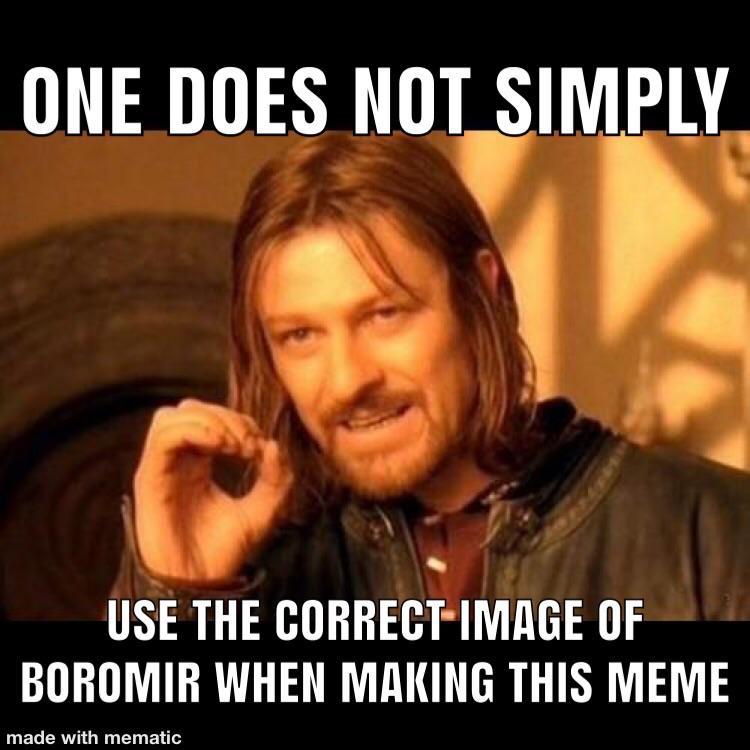 ONE DOES NOT SIMPLY
USE THE CORRECT IMAGE OF
BOROMIR WHEN MAKING THIS MEME
made with mematic